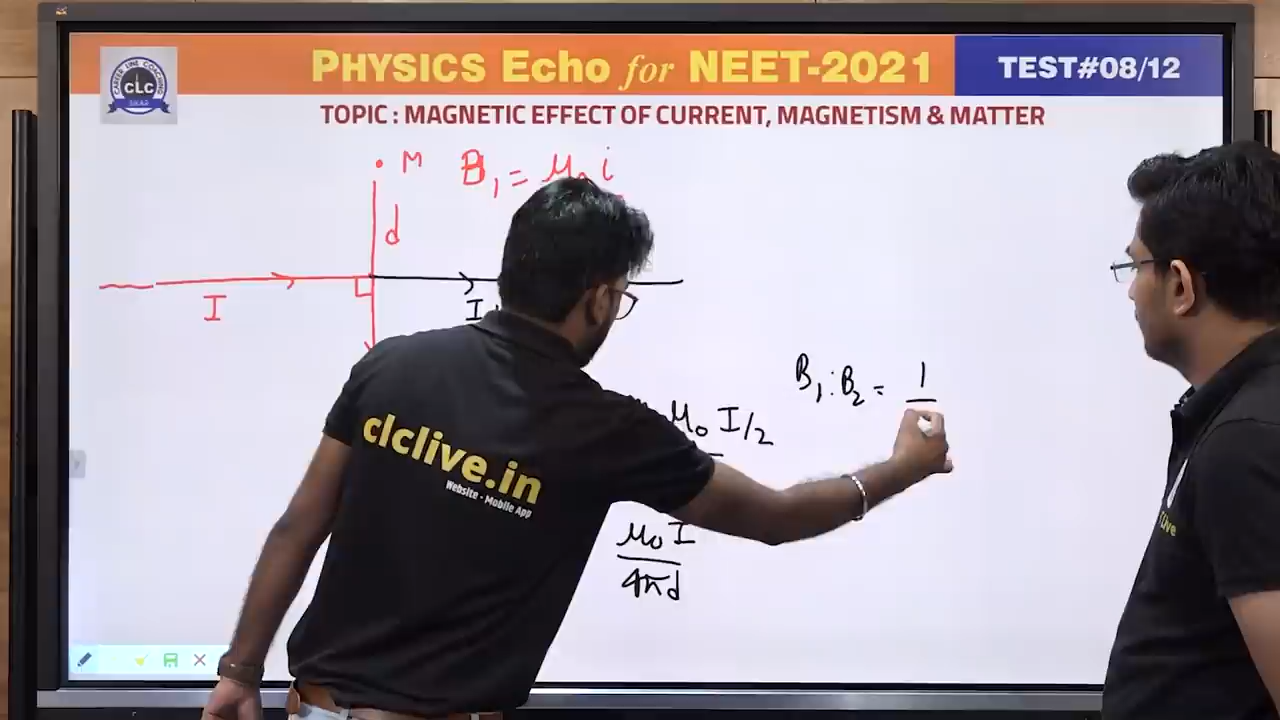 PHYSICS Echo for NEET-2021
TEST#08/12
CAREER LINE COACHING
CLC
SIKAR
TOPIC : MAGNETIC EFFECT OF CURRENT, MAGNETISM & MATTER
M
B₁ = μ₀ i
d
I
I
B₁ : B₂ = 1
μ₀ I/2
clclive.in
Website - Mobile App
μ₀ I
4πd